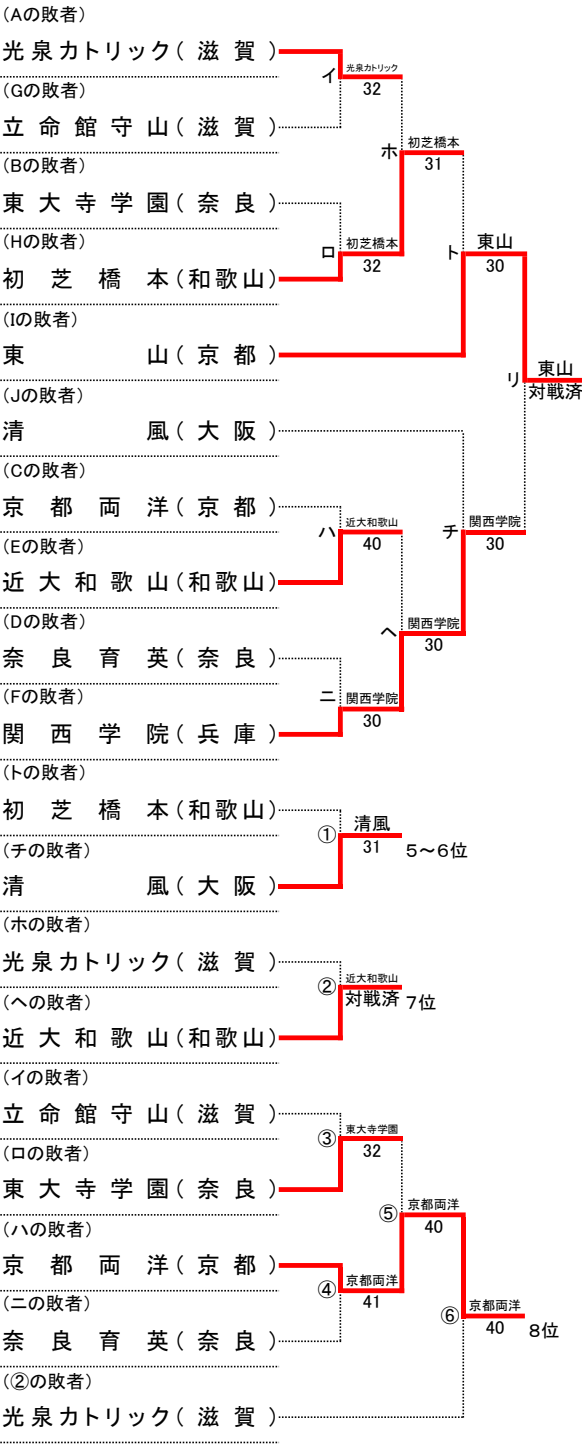 (Aの敗者)
光泉カトリック(滋賀)
イ
光泉カトリック
32
(Gの敗者)
立命館守山(滋賀)
(Bの敗者)
ホ
初芝橋本
31
東大寺学園(奈良)
(Hの敗者)
ロ
初芝橋本
32
ト
東山
30
初芝橋本(和歌山)
(Iの敗者)
東山(京都)
リ
東山
対戦済
(Jの敗者)
清風(大阪)
(Cの敗者)
京都両洋(京都)
ハ
近大和歌山
40
チ
関西学院
30
(Eの敗者)
近大和歌山(和歌山)
(Dの敗者)
ヘ
関西学院
30
奈良育英(奈良)
(Fの敗者)
ニ
関西学院
30
関西学院(兵庫)
(トの敗者)
初芝橋本(和歌山)
①
清風
31
5～6位
(チの敗者)
清風(大阪)
(ホの敗者)
光泉カトリック(滋賀)
②
近大和歌山
対戦済
7位
(ヘの敗者)
近大和歌山(和歌山)
(イの敗者)
立命館守山(滋賀)
③
東大寺学園
32
(ロの敗者)
東大寺学園(奈良)
⑤
京都両洋
40
(ハの敗者)
京都両洋(京都)
④
京都両洋
41
(ニの敗者)
⑥
京都両洋
40
8位
奈良育英(奈良)
(②の敗者)
光泉カトリック(滋賀)